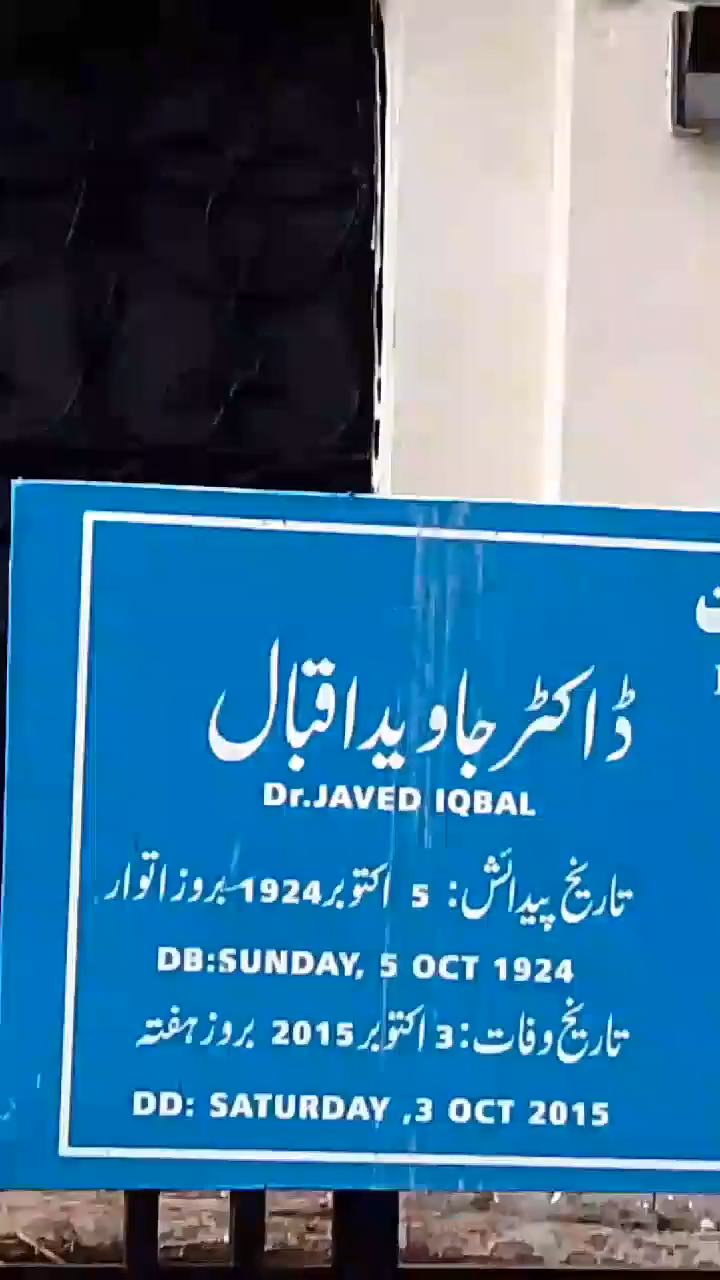 ڈاکٹر جاوید اقبال
Dr.JAVED IQBAL
تاریخ پیدائش: 5 اکتوبر 1924 بروز اتوار
DB:SUNDAY, 5 OCT 1924
تاریخ وفات: 3 اکتوبر 2015 بروز ہفتہ
DD: SATURDAY ,3 OCT 2015